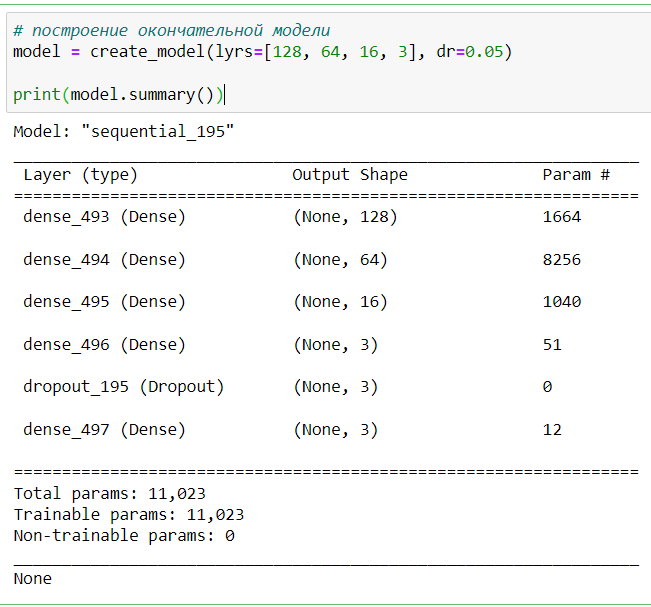 # построение окончательной модели
model = create_model(lyrs=[128, 64, 16, 3], dr=0.05)
print(model.summary())
Model: "sequential_195"
_________________________________________________________________
Layer (type) Output Shape Param #
=================================================================
dense_493 (Dense) (None, 128) 1664
dense_494 (Dense) (None, 64) 8256
dense_495 (Dense) (None, 16) 1040
dense_496 (Dense) (None, 3) 51
dropout_195 (Dropout) (None, 3) 0
dense_497 (Dense) (None, 3) 12
=================================================================
Total params: 11,023
Trainable params: 11,023
Non-trainable params: 0
_________________________________________________________________
None